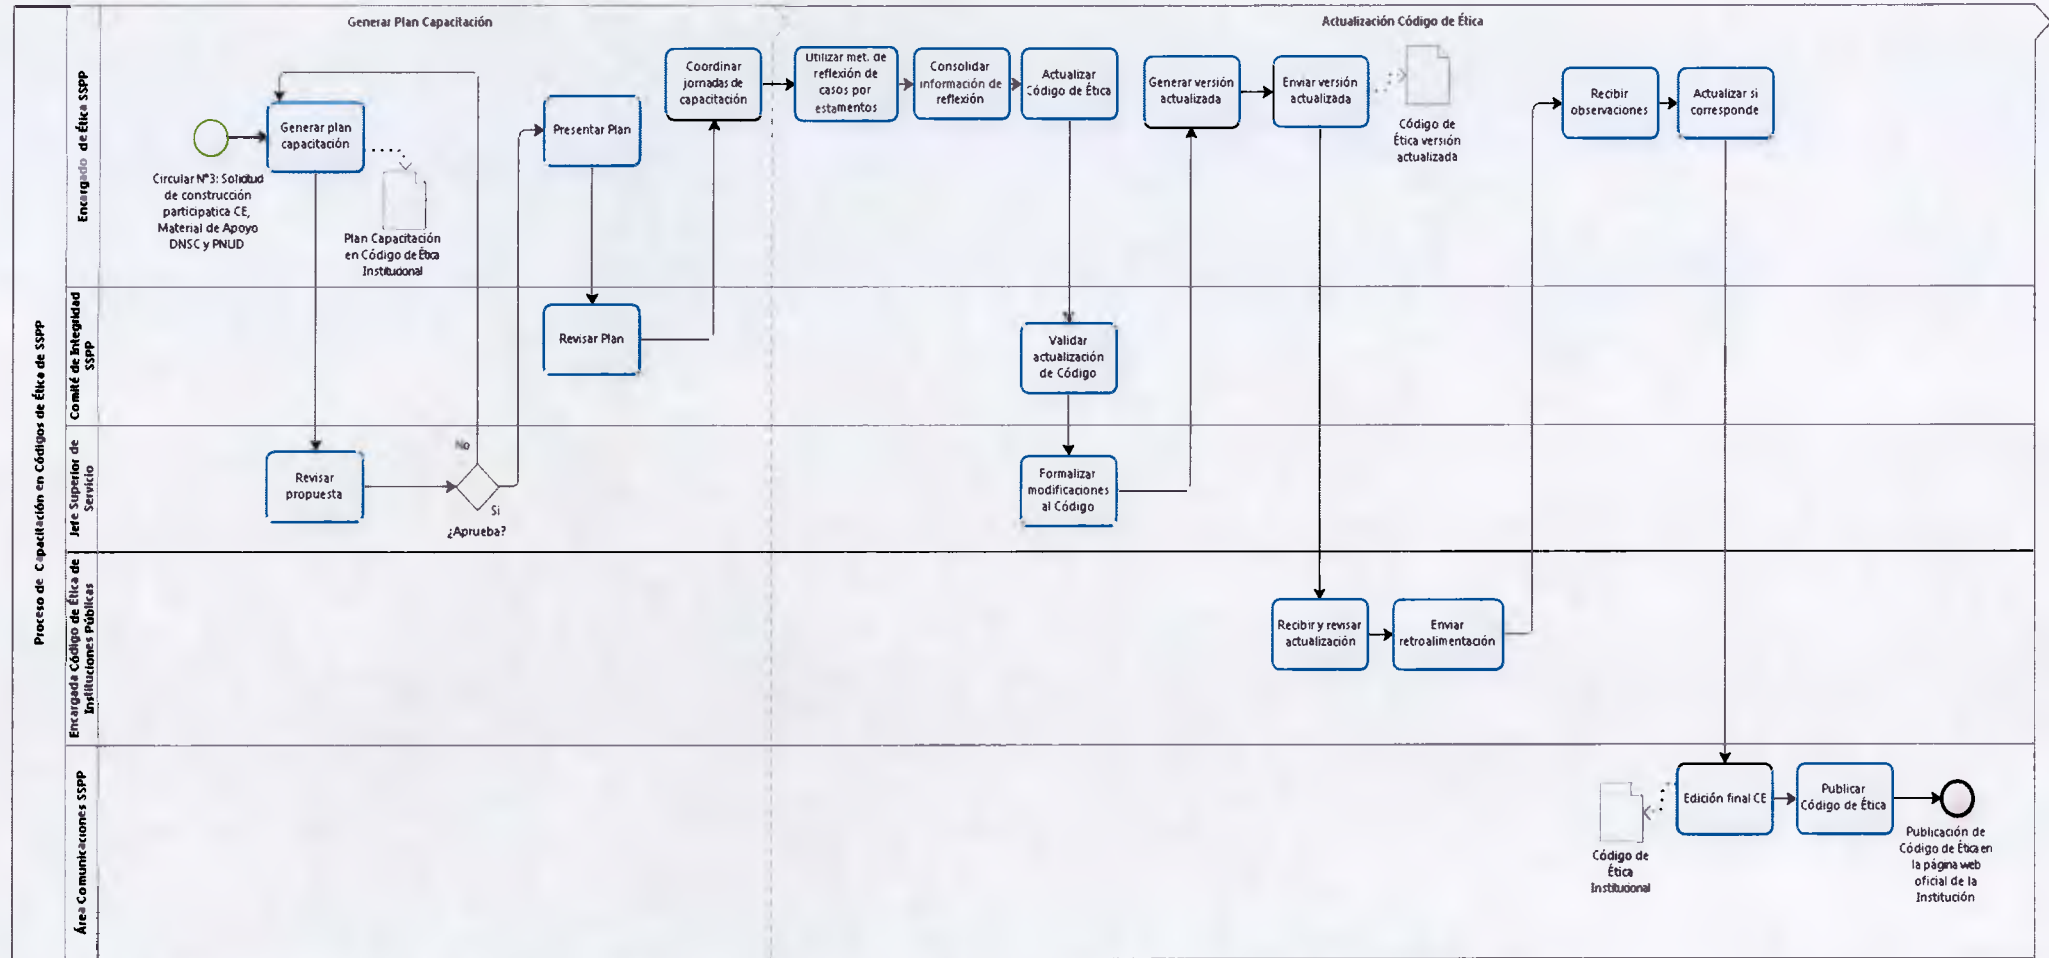 Proceso de Capacitación en Códigos de Ética de SSPP
Generar Plan Capacitación
Actualización Código de Ética
Encargado de Ética SSPP
Circular N°3: Solicitud
de construcción
participatica CE,
Material de Apoyo
DNSC y PNUD
Generar plan
capacitación
Plan Capacitación
en Código de Ética
Institucional
Presentar Plan
Coordinar
jornadas de
capacitación
Utilizar met. de
reflexión de
casos por
estamentos
Consolidar
información de
reflexión
Actualizar
Código de Ética
Generar versión
actualizada
Enviar versión
actualizada
Código de
Ética versión
actualizada
Recibir
observaciones
Actualizar si
corresponde
Comité de Integridad
SSPP
Revisar Plan
Validar
actualización
de Código
Jefe Superior de
Servicio
Revisar
propuesta
No
Si
¿Aprueba?
Formalizar
modificaciones
al Código
Encargada Código de Ética de
Instituciones Públicas
Recibir y revisar
actualización
Enviar
retroalimentación
Área Comunicaciones SSPP
Código de
Ética
Institucional
Edición final CE
Publicar
Código de Ética
Publicación de
Código de Ética en
la página web
oficial de la
Institución